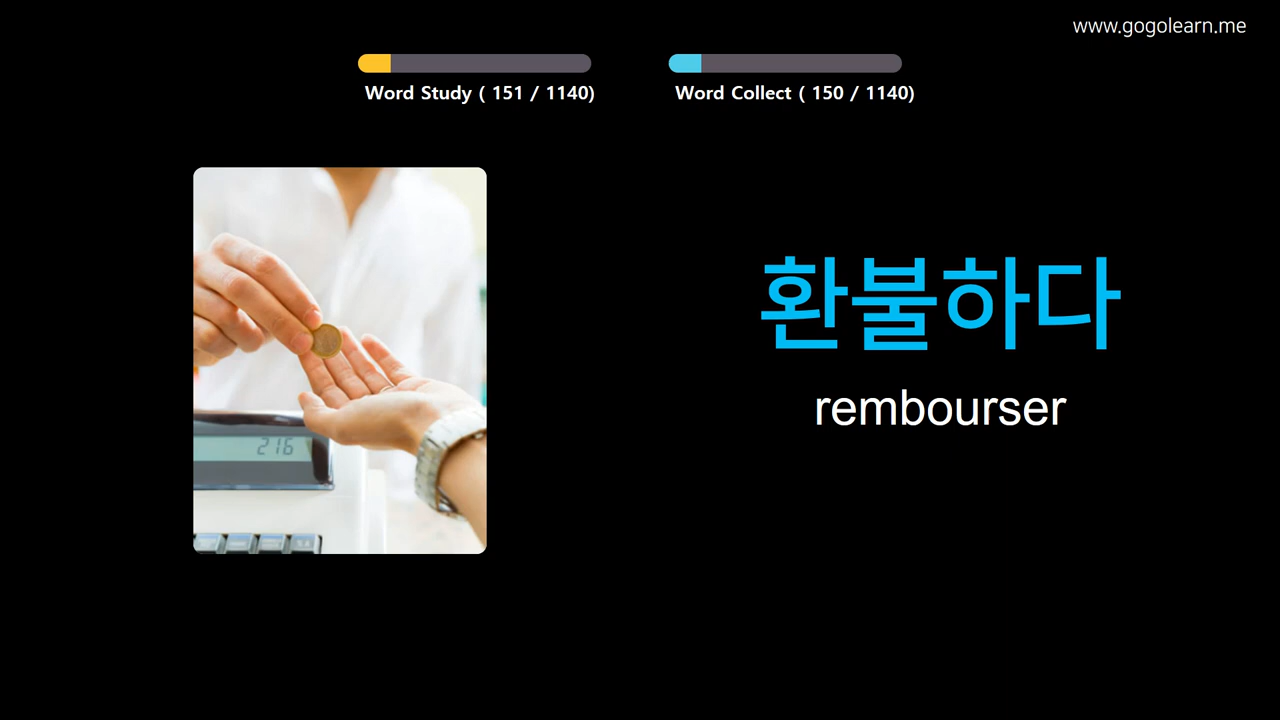 www.gogolearn.me
Word Study ( 151 / 1140)
Word Collect ( 150 / 1140)
환불하다
rembourser
216